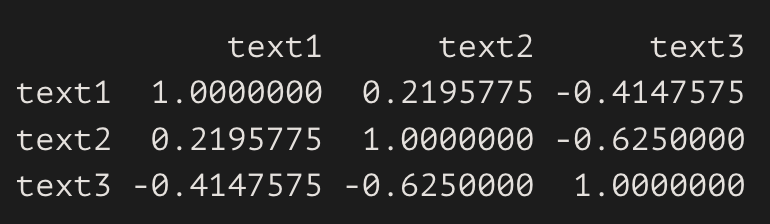 text1 text2 text3
text1 1.0000000 0.2195775 -0.4147575
text2 0.2195775 1.0000000 -0.6250000
text3 -0.4147575 -0.6250000 1.0000000